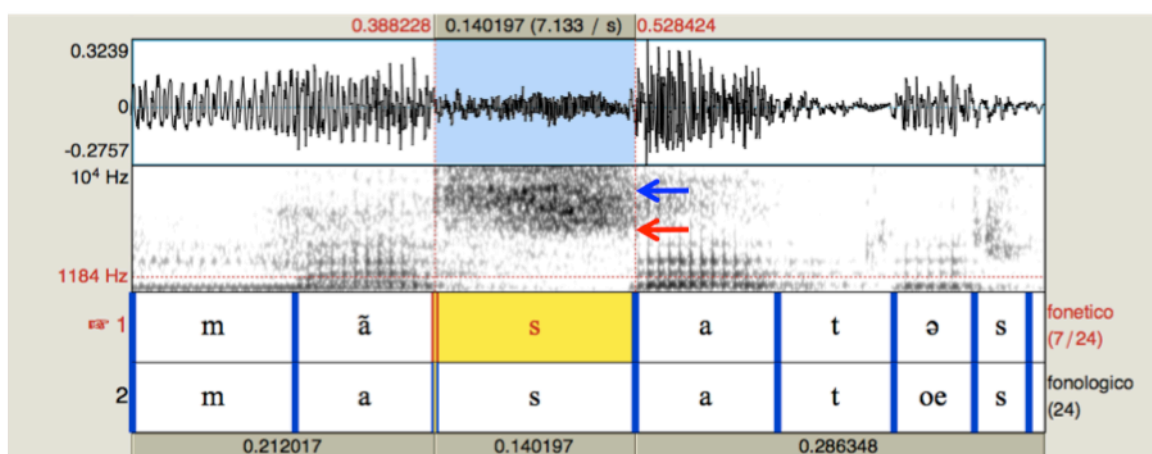 0.388228 0.140197 (7.133 / s) 0.528424
0.3239
0
-0.2757
10⁴ Hz
1184 Hz
1 m ã s a t ə s fonetico
(7/24)
2 m a s a t oe s fonologico
(24)
0.212017 0.140197 0.286348